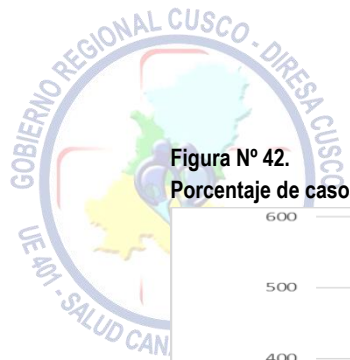 GOBIERNO REGIONAL CUSCO - DIRESA CUSCO
UE 401 - SALUD CAN
Figura Nº 42.
Porcentaje de caso
600
500
400